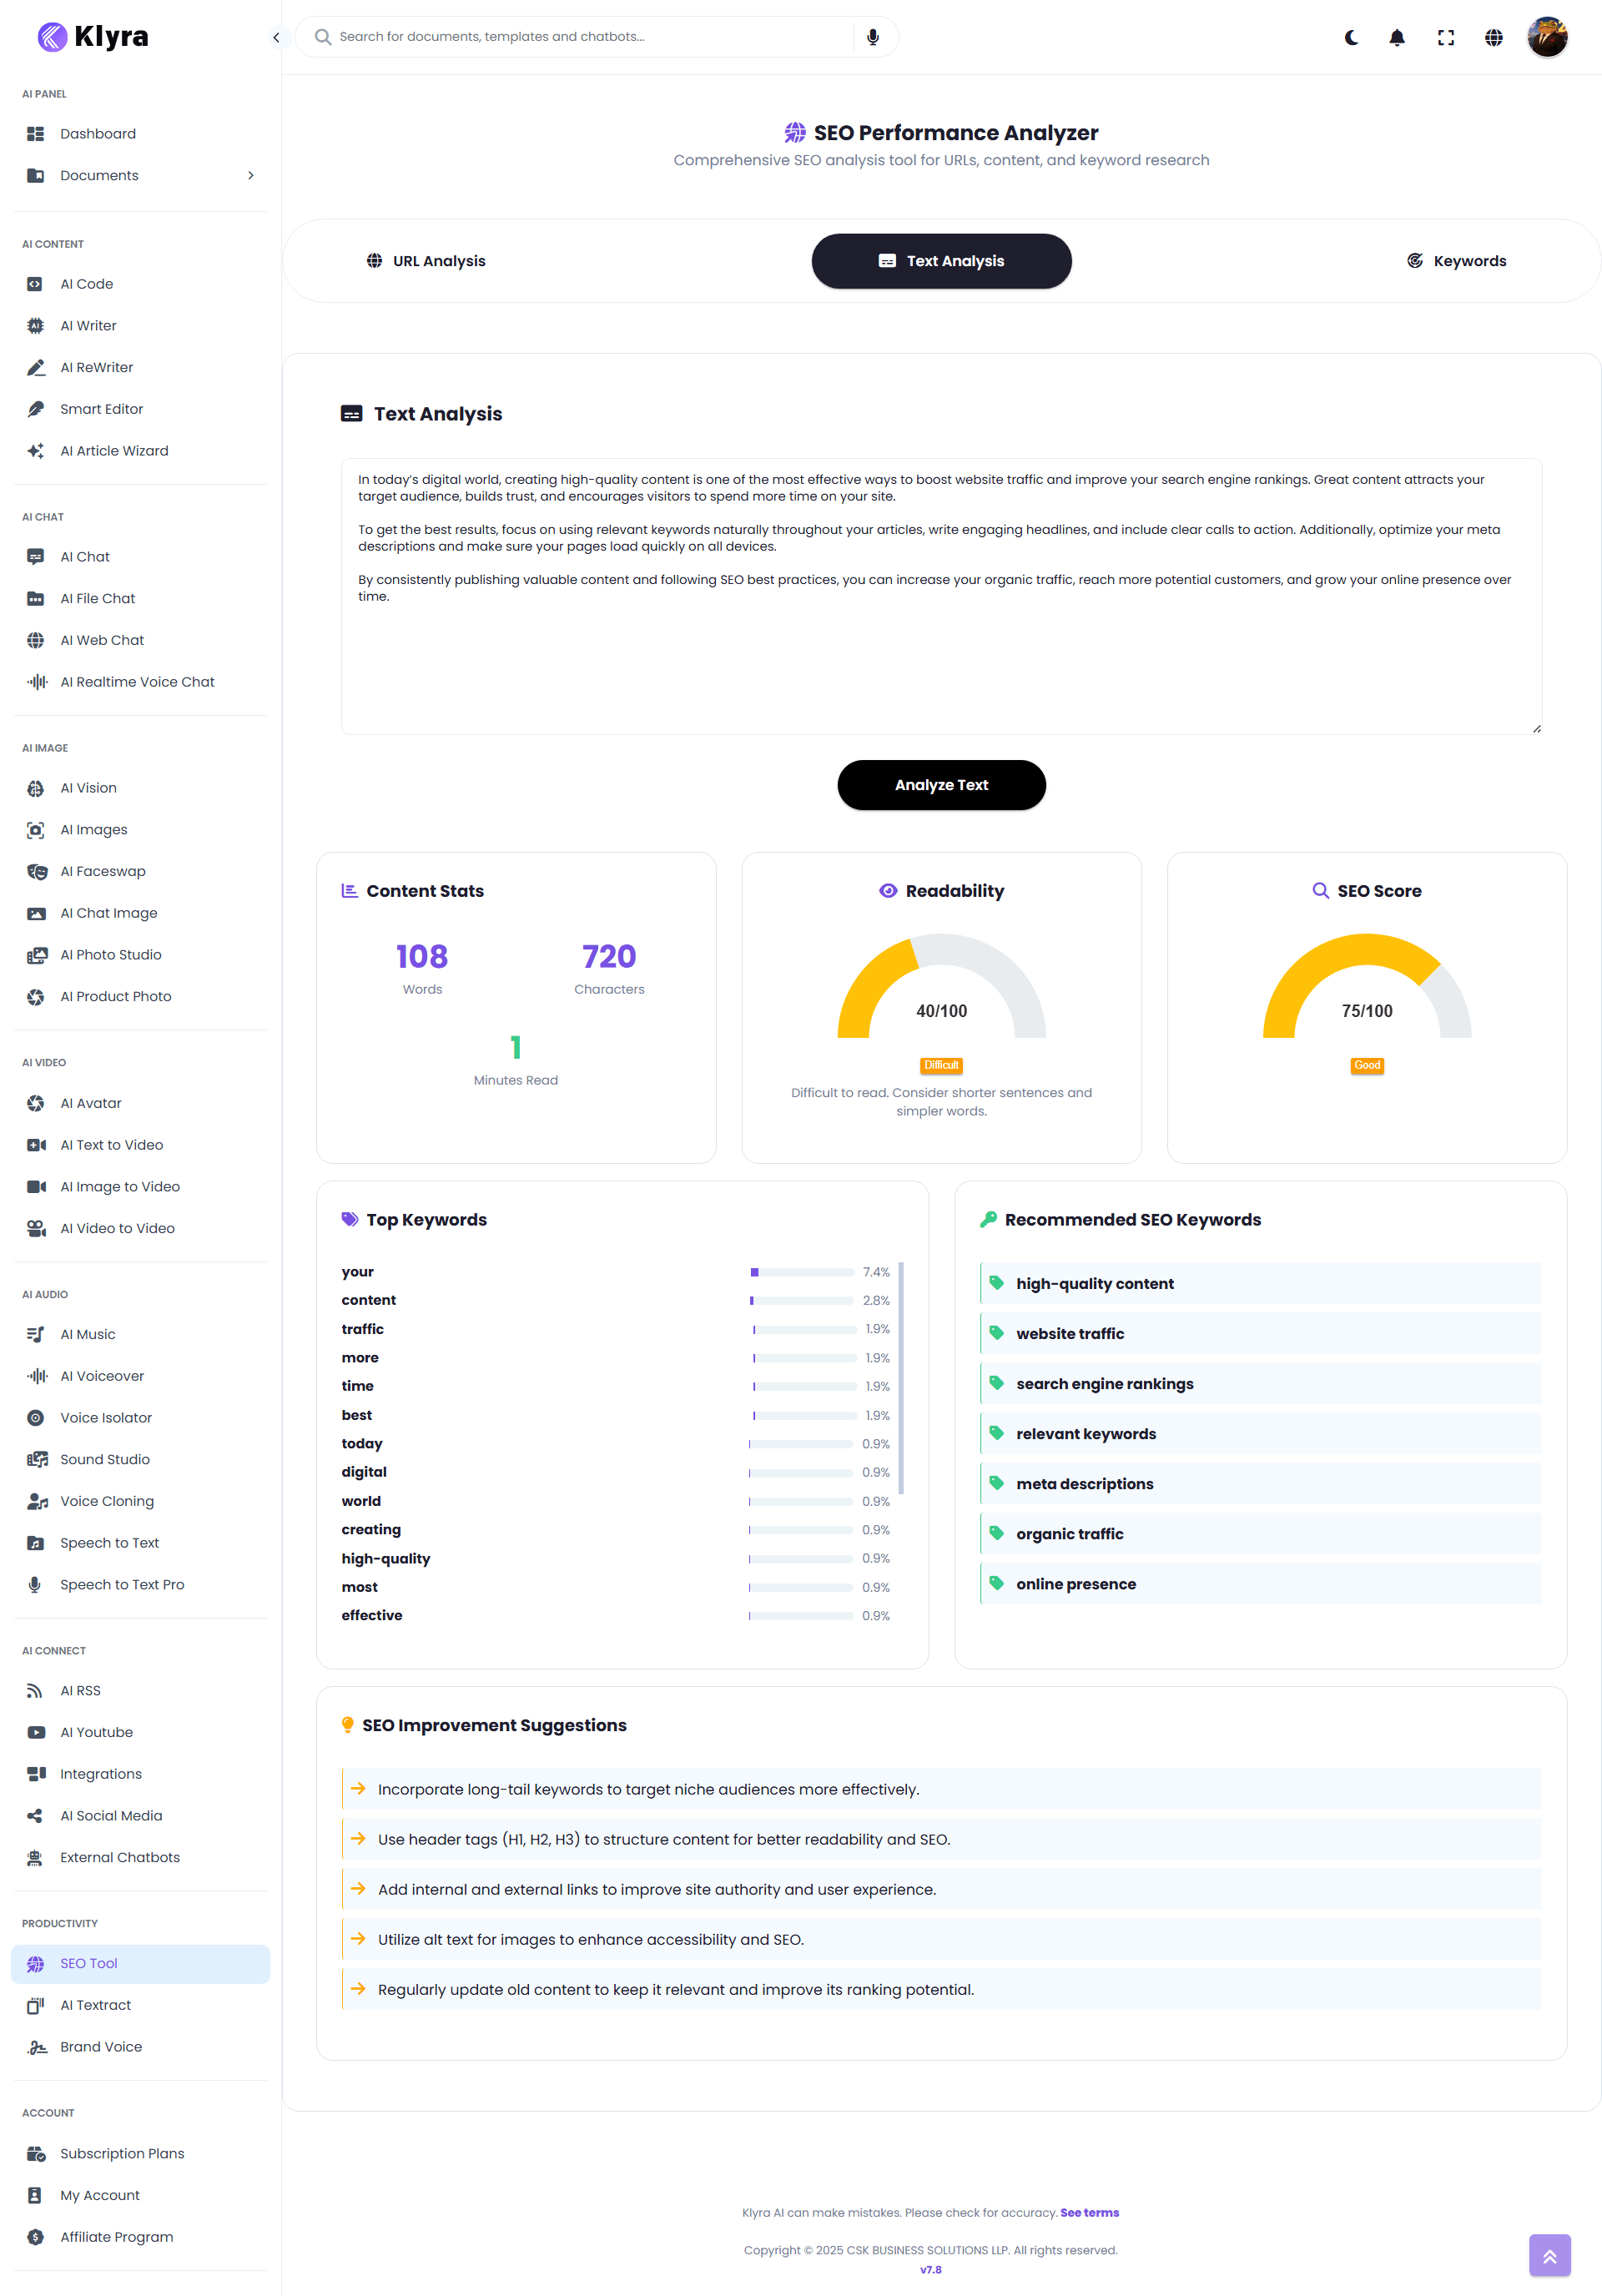 Klyra
AI PANEL
Dashboard
Documents
AI CONTENT
AI Code
AI Writer
AI ReWriter
Smart Editor
AI Article Wizard
AI CHAT
AI Chat
AI File Chat
AI Web Chat
AI Realtime Voice Chat
AI IMAGE
AI Vision
AI Images
AI Faceswap
AI Chat Image
AI Photo Studio
AI Product Photo
AI VIDEO
AI Avatar
AI Text to Video
AI Image to Video
AI Video to Video
AI AUDIO
AI Music
AI Voiceover
Voice Isolator
Sound Studio
Voice Cloning
Speech to Text
Speech to Text Pro
AI CONNECT
AI RSS
AI Youtube
Integrations
AI Social Media
External Chatbots
PRODUCTIVITY
SEO Tool
AI Textract
Brand Voice
ACCOUNT
Subscription Plans
My Account
Affiliate Program
Search for documents, templates and chatbots...
SEO Performance Analyzer
Comprehensive SEO analysis tool for URLs, content, and keyword research
URL Analysis
Text Analysis
Keywords
Text Analysis
In today's digital world, creating high-quality content is one of the most effective ways to boost website traffic and improve your search engine rankings. Great content attracts your
target audience, builds trust, and encourages visitors to spend more time on your site.
To get the best results, focus on using relevant keywords naturally throughout your articles, write engaging headlines, and include clear calls to action. Additionally, optimize your meta
descriptions and make sure your pages load quickly on all devices.
By consistently publishing valuable content and following SEO best practices, you can increase your organic traffic, reach more potential customers, and grow your online presence over
time.
Analyze Text
Content Stats
108 720
Words Characters
1
Minutes Read
Readability
40/100
Difficult
Difficult to read. Consider shorter sentences and
simpler words.
SEO Score
75/100
Good
Top Keywords
your 7.4%
content 2.8%
traffic 1.9%
more 1.9%
time 1.9%
best 1.9%
today 0.9%
digital 0.9%
world 0.9%
creating 0.9%
high-quality 0.9%
most 0.9%
effective 0.9%
Recommended SEO Keywords
high-quality content
website traffic
search engine rankings
relevant keywords
meta descriptions
organic traffic
online presence
SEO Improvement Suggestions
Incorporate long-tail keywords to target niche audiences more effectively.
Use header tags (H1, H2, H3) to structure content for better readability and SEO.
Add internal and external links to improve site authority and user experience.
Utilize alt text for images to enhance accessibility and SEO.
Regularly update old content to keep it relevant and improve its ranking potential.
Klyra AI can make mistakes. Please check for accuracy. See terms
Copyright © 2025 CSK BUSINESS SOLUTIONS LLP. All rights reserved.
v7.8